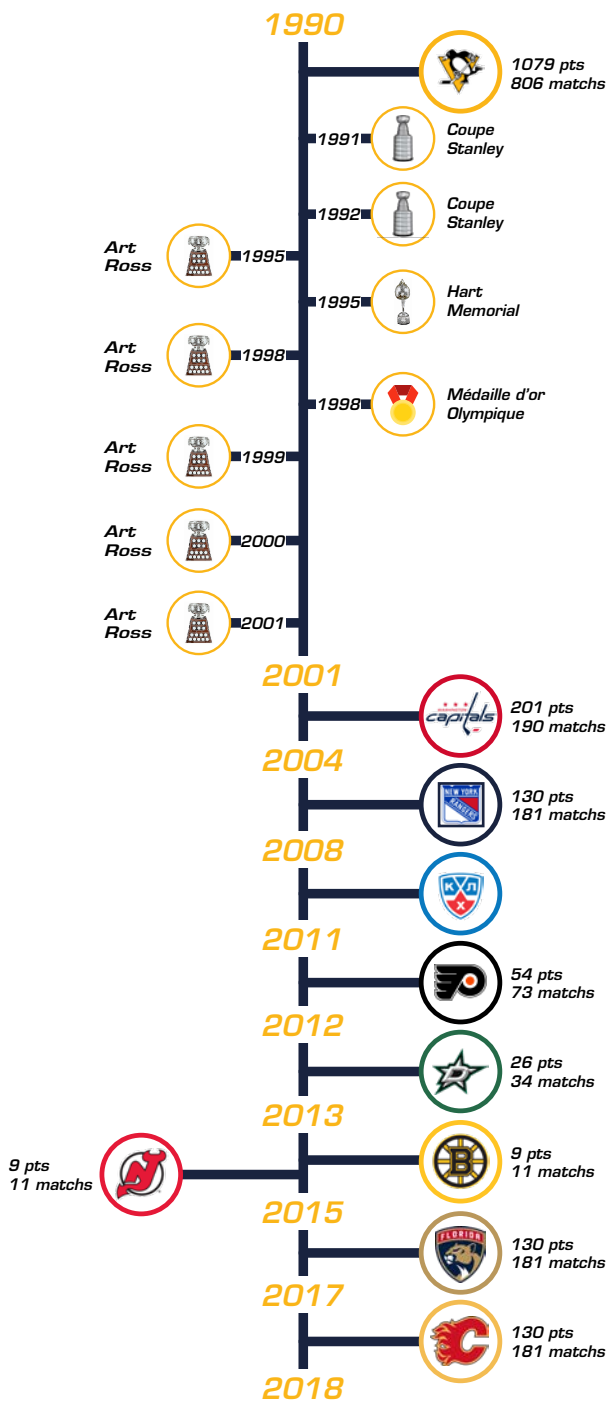 1990
1079 pts
806 matchs
1991
Coupe
Stanley
1992
Coupe
Stanley
Art
Ross
1995
1995
Hart
Memorial
Art
Ross
1998
1998
Médaille d'or
Olympique
Art
Ross
1999
Art
Ross
2000
Art
Ross
2001
2001
WASHINGTON
capitals
201 pts
190 matchs
2004
NEW YORK
RANGERS
130 pts
181 matchs
2008
КХЛ
2011
54 pts
73 matchs
2012
D
26 pts
34 matchs
2013
9 pts
11 matchs
NJ
B
9 pts
11 matchs
2015
FLORIDA
130 pts
181 matchs
2017
C
130 pts
181 matchs
2018